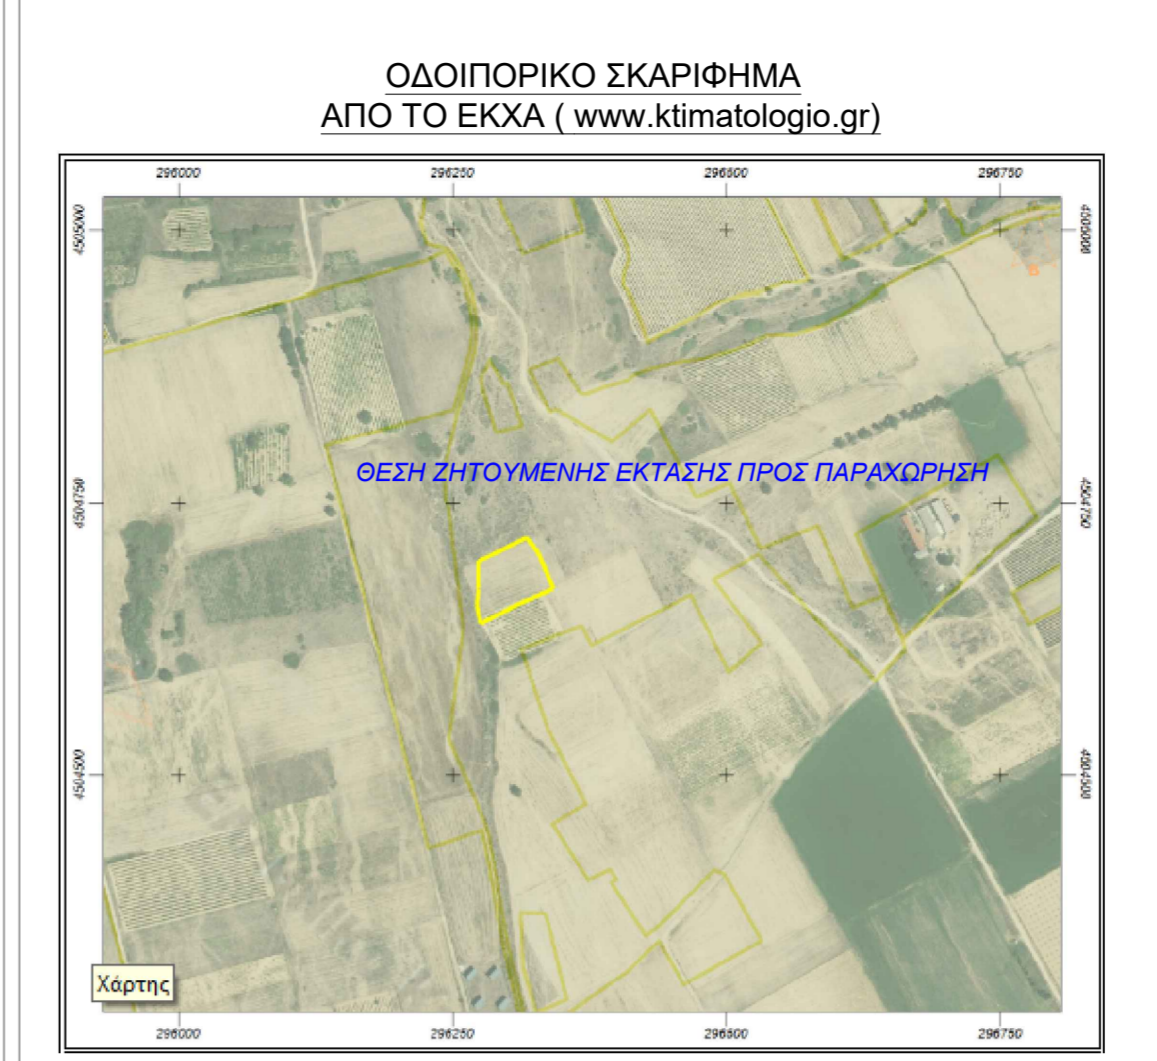 ΟΔΟΙΠΟΡΙΚΟ ΣΚΑΡΙΦΗΜΑ
ΑΠΟ ΤΟ ΕΚΧΑ ( www.ktimatologio.gr)
296000 296250 296500 296750
4505000 4505000
ΘΕΣΗ ΖΗΤΟΥΜΕΝΗΣ ΕΚΤΑΣΗΣ ΠΡΟΣ ΠΑΡΑΧΩΡΗΣΗ
4504750 4504750
4504500 4504500
Χάρτης
296000 296250 296500 296750